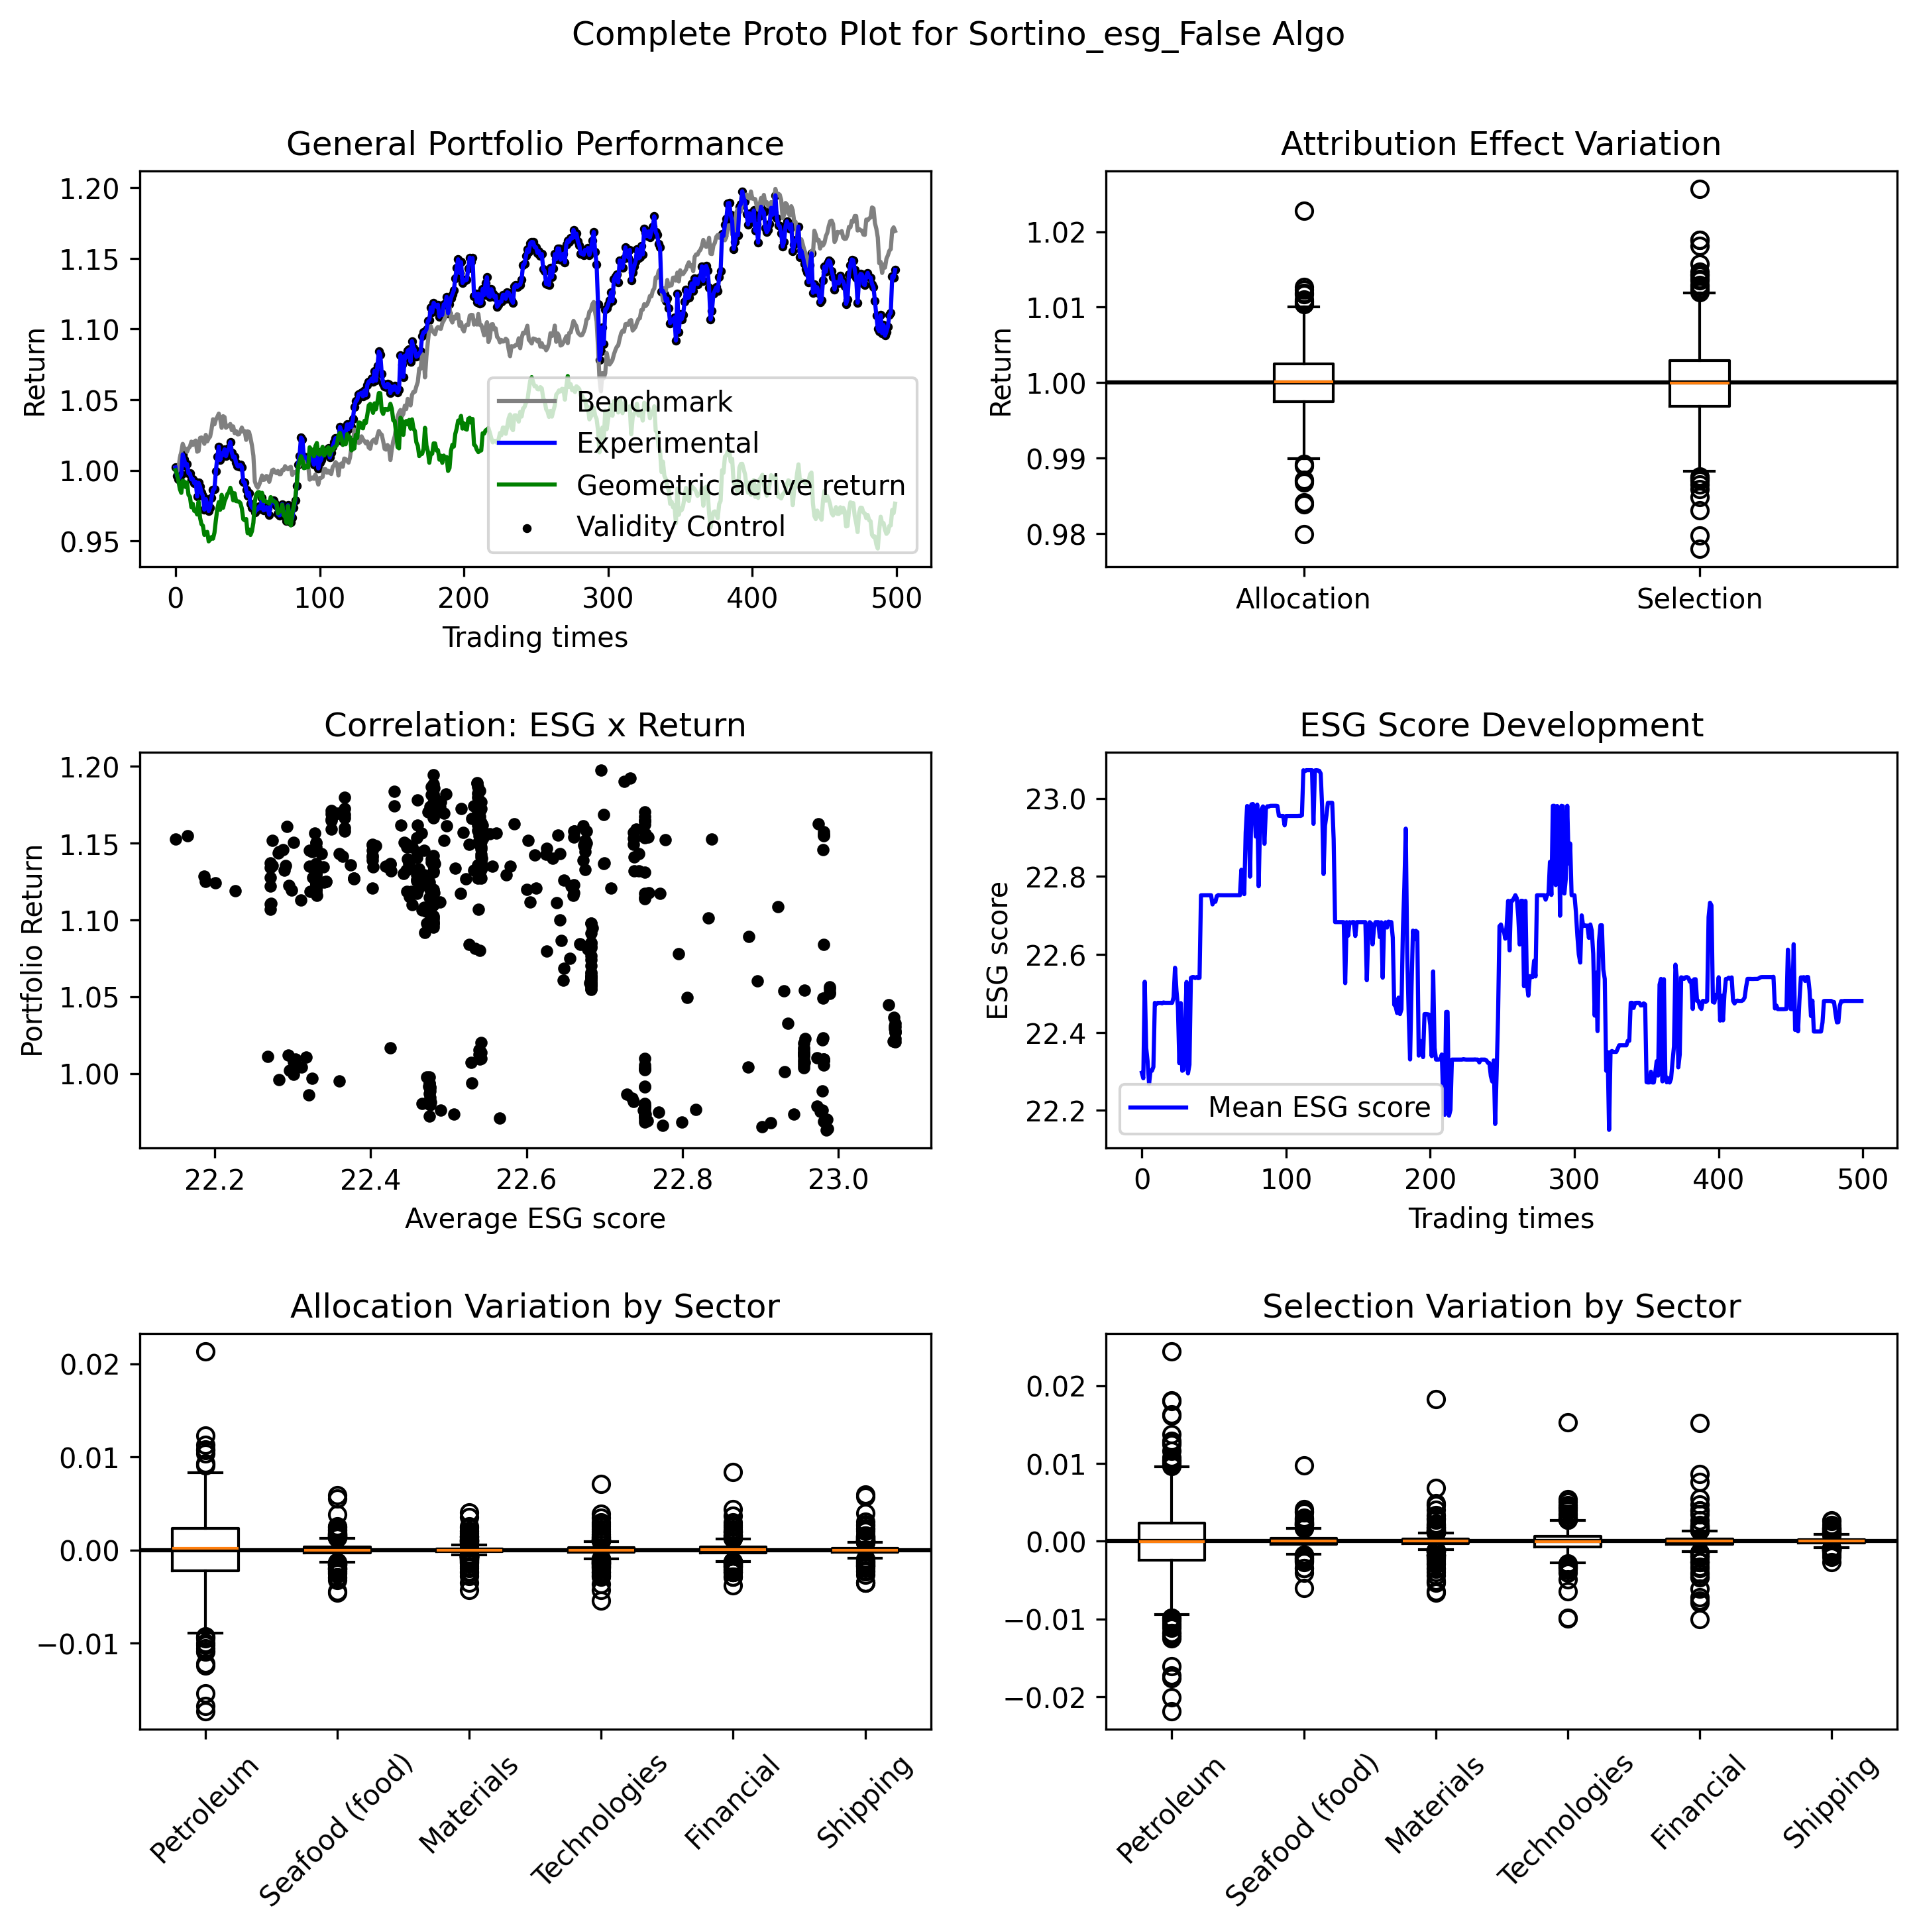 Complete Proto Plot for Sortino_esg_False Algo
General Portfolio Performance
Return
1.20
1.15
1.10
1.05
1.00
0.95
Benchmark
Experimental
Geometric active return
Validity Control
0 100 200 300 400 500
Trading times
Attribution Effect Variation
Return
1.02
1.01
1.00
0.99
0.98
Allocation Selection
Correlation: ESG x Return
Portfolio Return
1.20
1.15
1.10
1.05
1.00
22.2 22.4 22.6 22.8 23.0
Average ESG score
ESG Score Development
ESG score
23.0
22.8
22.6
22.4
22.2
Mean ESG score
0 100 200 300 400 500
Trading times
Allocation Variation by Sector
0.02
0.01
0.00
−0.01
Petroleum
Seafood (food)
Materials
Technologies
Financial
Shipping
Selection Variation by Sector
0.02
0.01
0.00
−0.01
−0.02
Petroleum
Seafood (food)
Materials
Technologies
Financial
Shipping